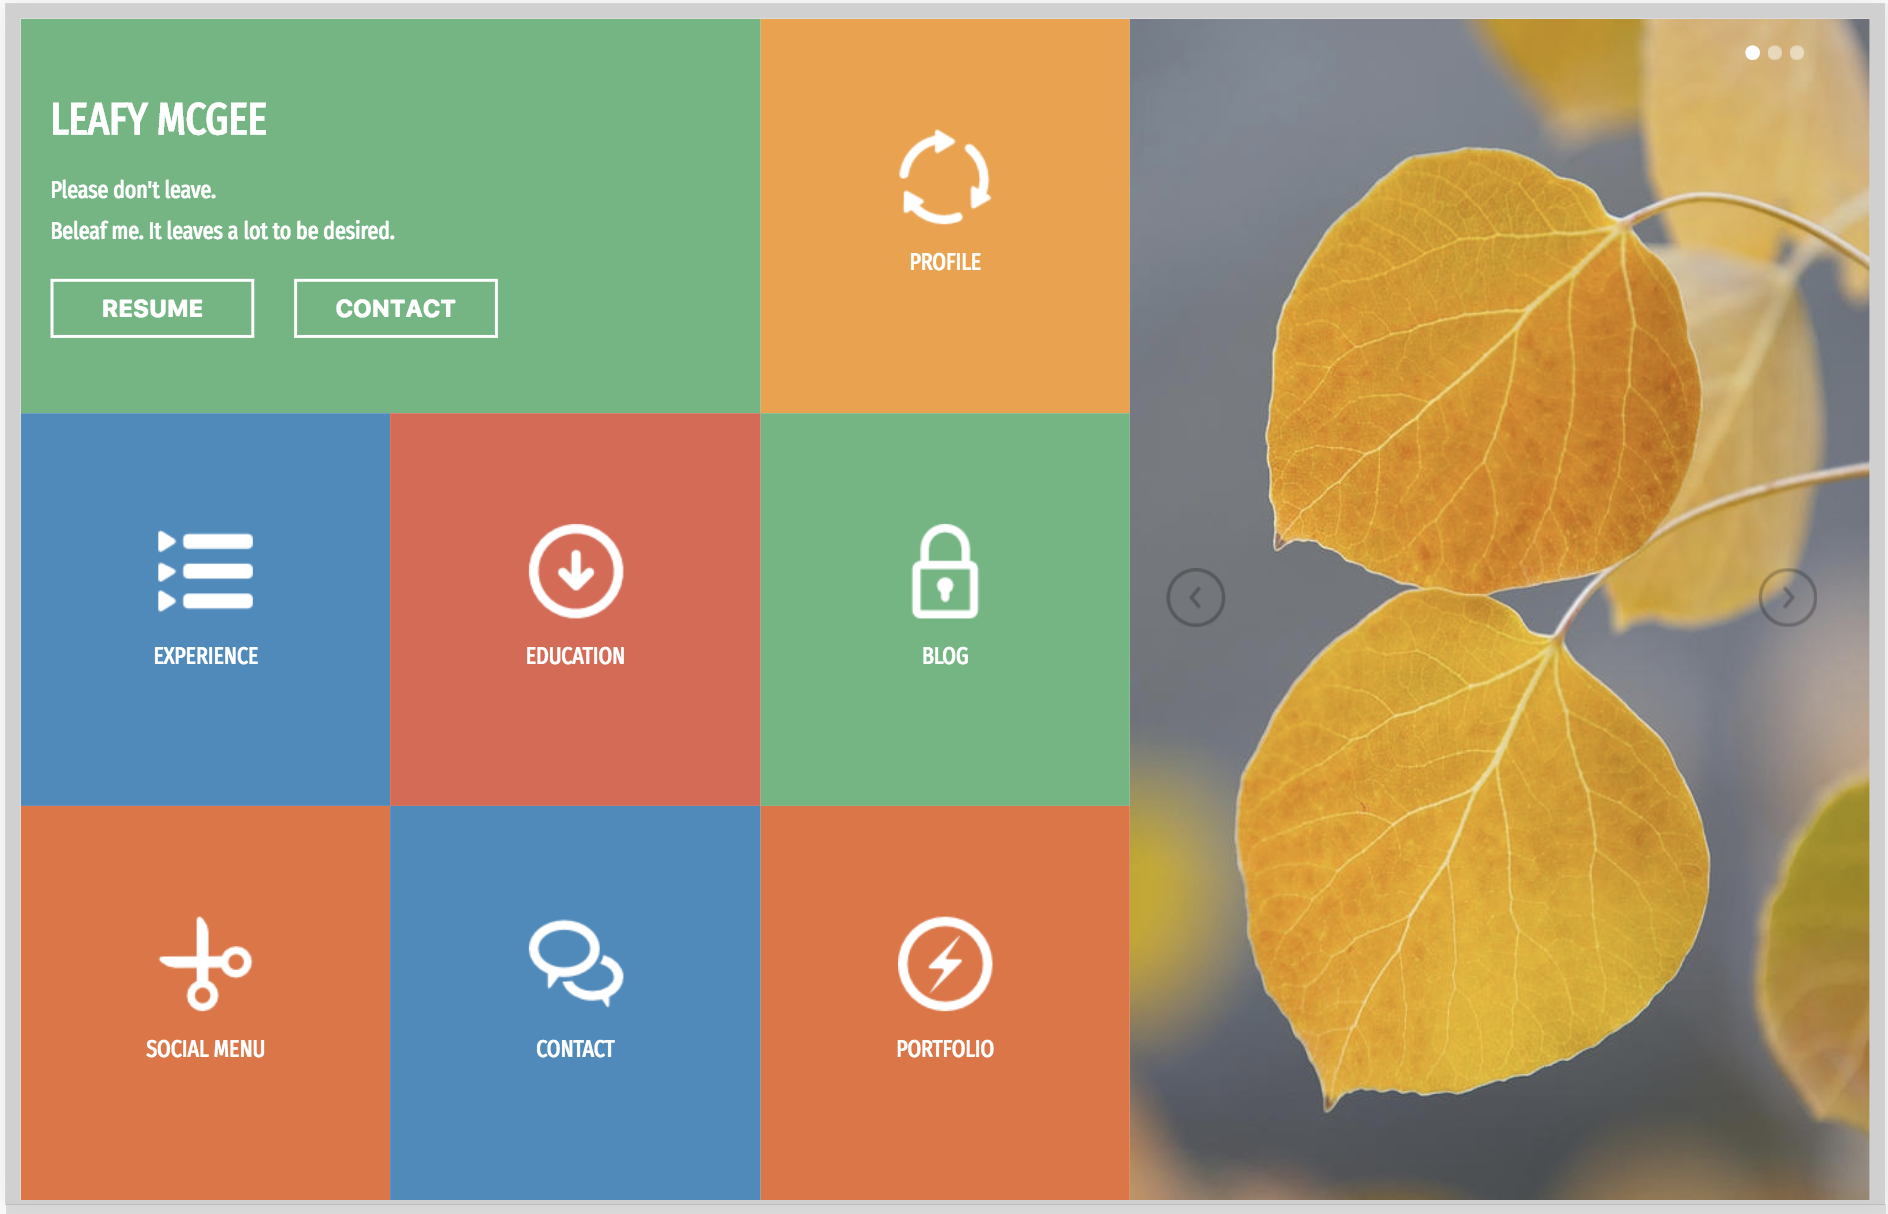 LEAFY MCGEE
Please don't leave.
Beleaf me. It leaves a lot to be desired.
RESUME
CONTACT
PROFILE
EXPERIENCE
EDUCATION
BLOG
SOCIAL MENU
CONTACT
PORTFOLIO